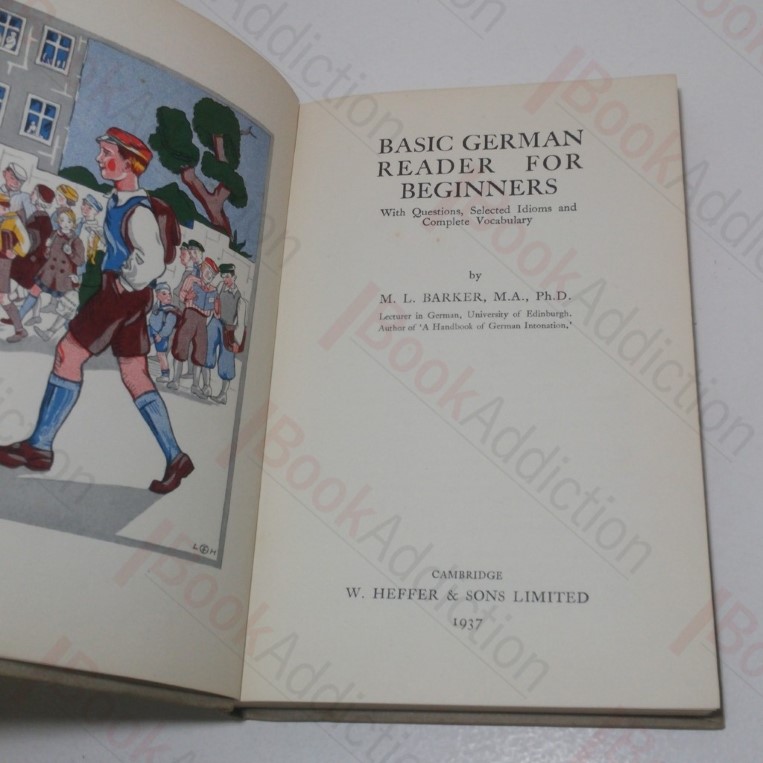 BASIC GERMAN
READER FOR
BEGINNERS
With Questions, Selected Idioms and
Complete Vocabulary
by
M. L. BARKER, M.A., Ph.D.
Lecturer in German, University of Edinburgh.
Author of 'A Handbook of German Intonation,'
CAMBRIDGE
W. HEFFER & SONS LIMITED
1937
BookAddiction